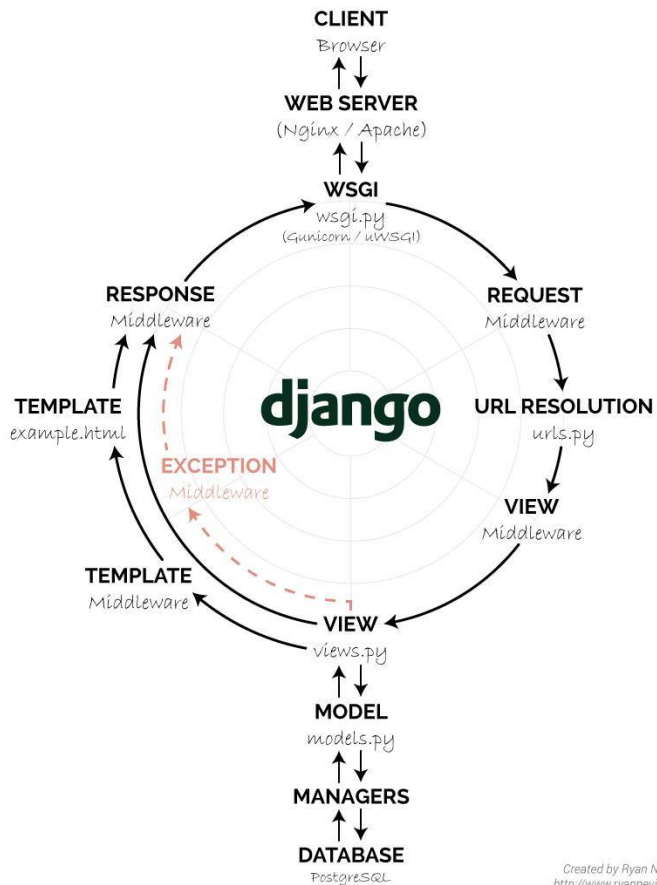 CLIENT
Browser
WEB SERVER
(Nginx / Apache)
WSGI
wsgi.py
(Gunicorn / uWSGI)
RESPONSE
Middleware
REQUEST
Middleware
django
TEMPLATE
example.html
URL RESOLUTION
urls.py
EXCEPTION
Middleware
VIEW
Middleware
TEMPLATE
Middleware
VIEW
views.py
MODEL
models.py
MANAGERS
DATABASE
PostgreSQL
Created by Ryan N